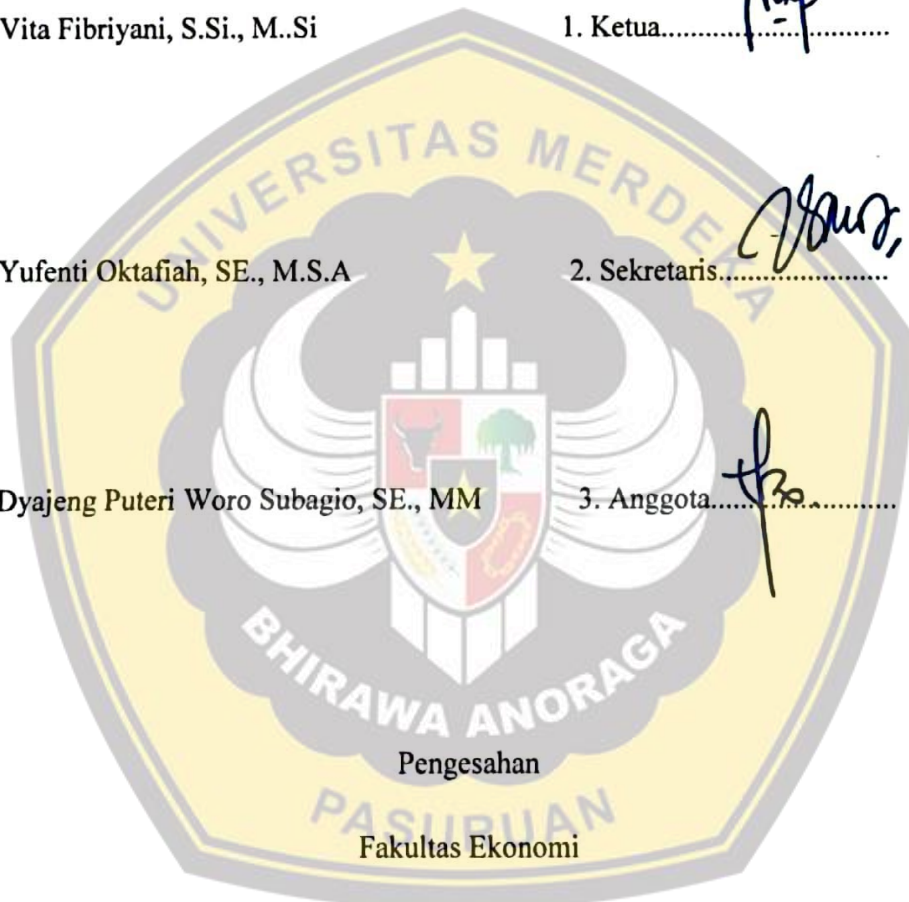 Vita Fibriyani, S.Si., M..Si 1. Ketua..............................
UNIVERSITAS MERDEKA
Yufenti Oktafiah, SE., M.S.A 2. Sekretaris........................
Dyajeng Puteri Woro Subagio, SE., MM 3. Anggota..........................
BHIRAWA ANORAGA
Pengesahan
PASURUAN
Fakultas Ekonomi